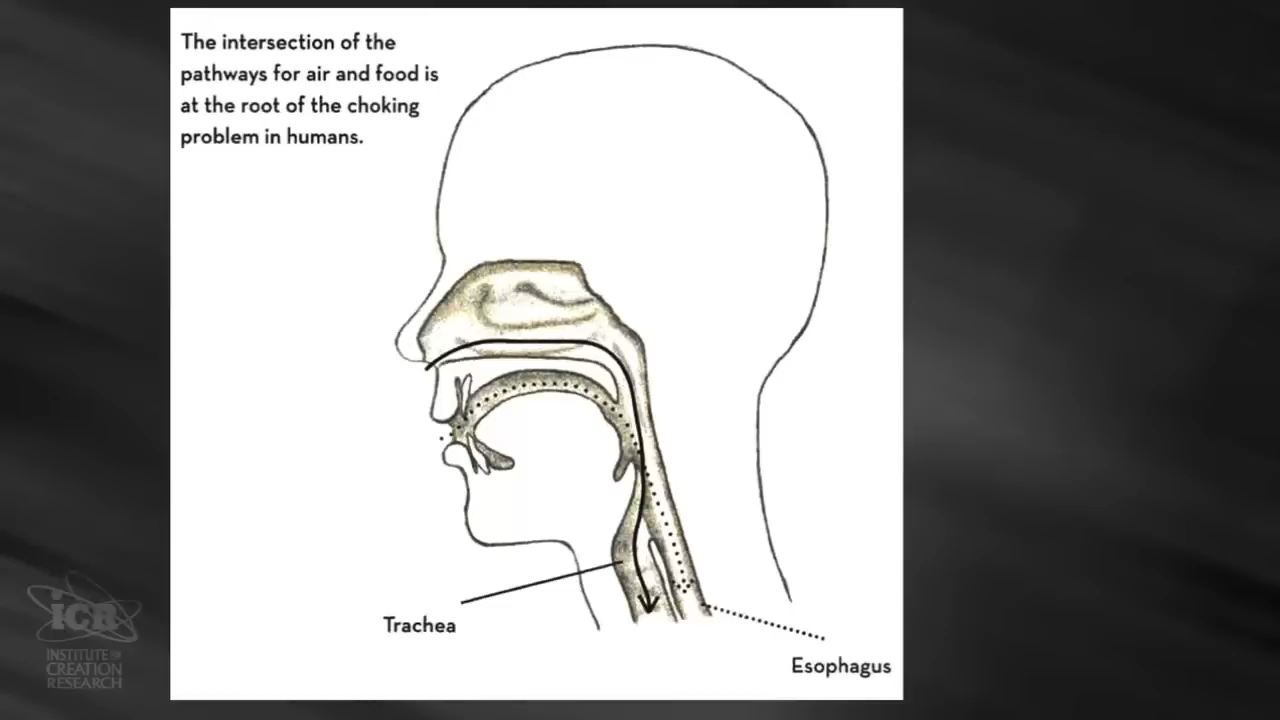 The intersection of the
pathways for air and food is
at the root of the choking
problem in humans.
Trachea
Esophagus
iCR
INSTITUTE for
CREATION
RESEARCH